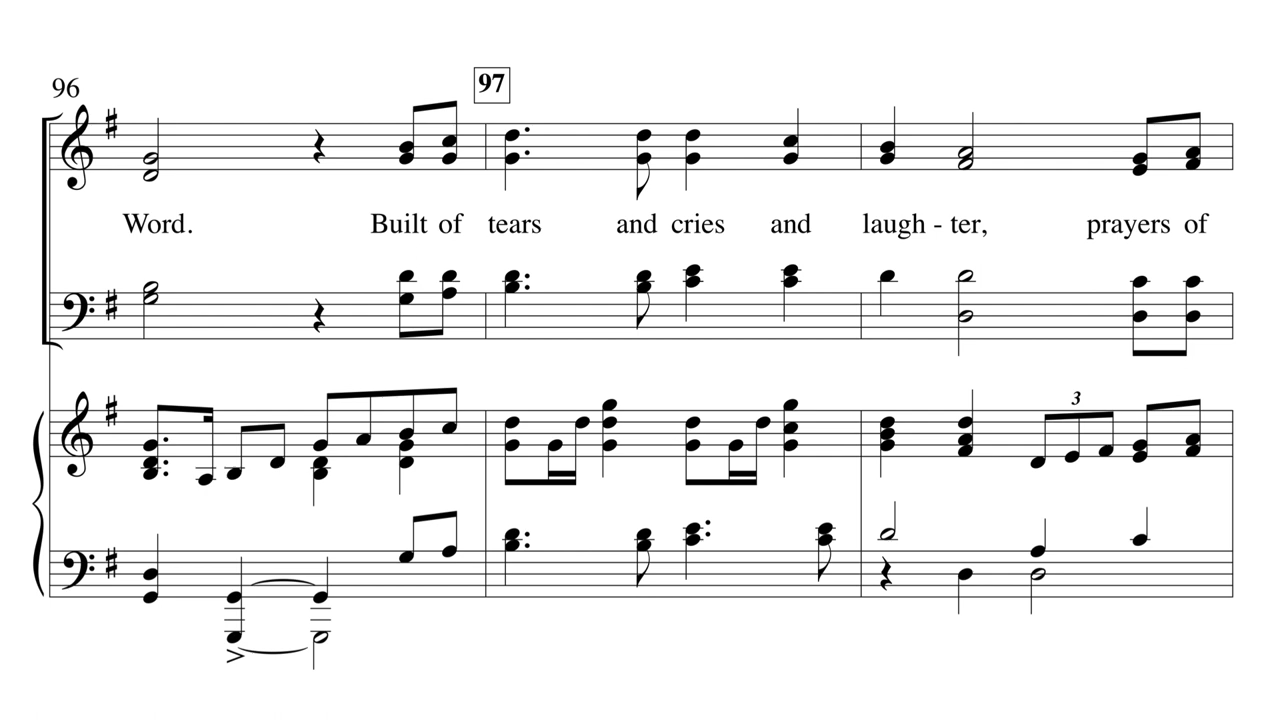 96
97
Word. Built of tears and cries and laugh - ter, prayers of
3